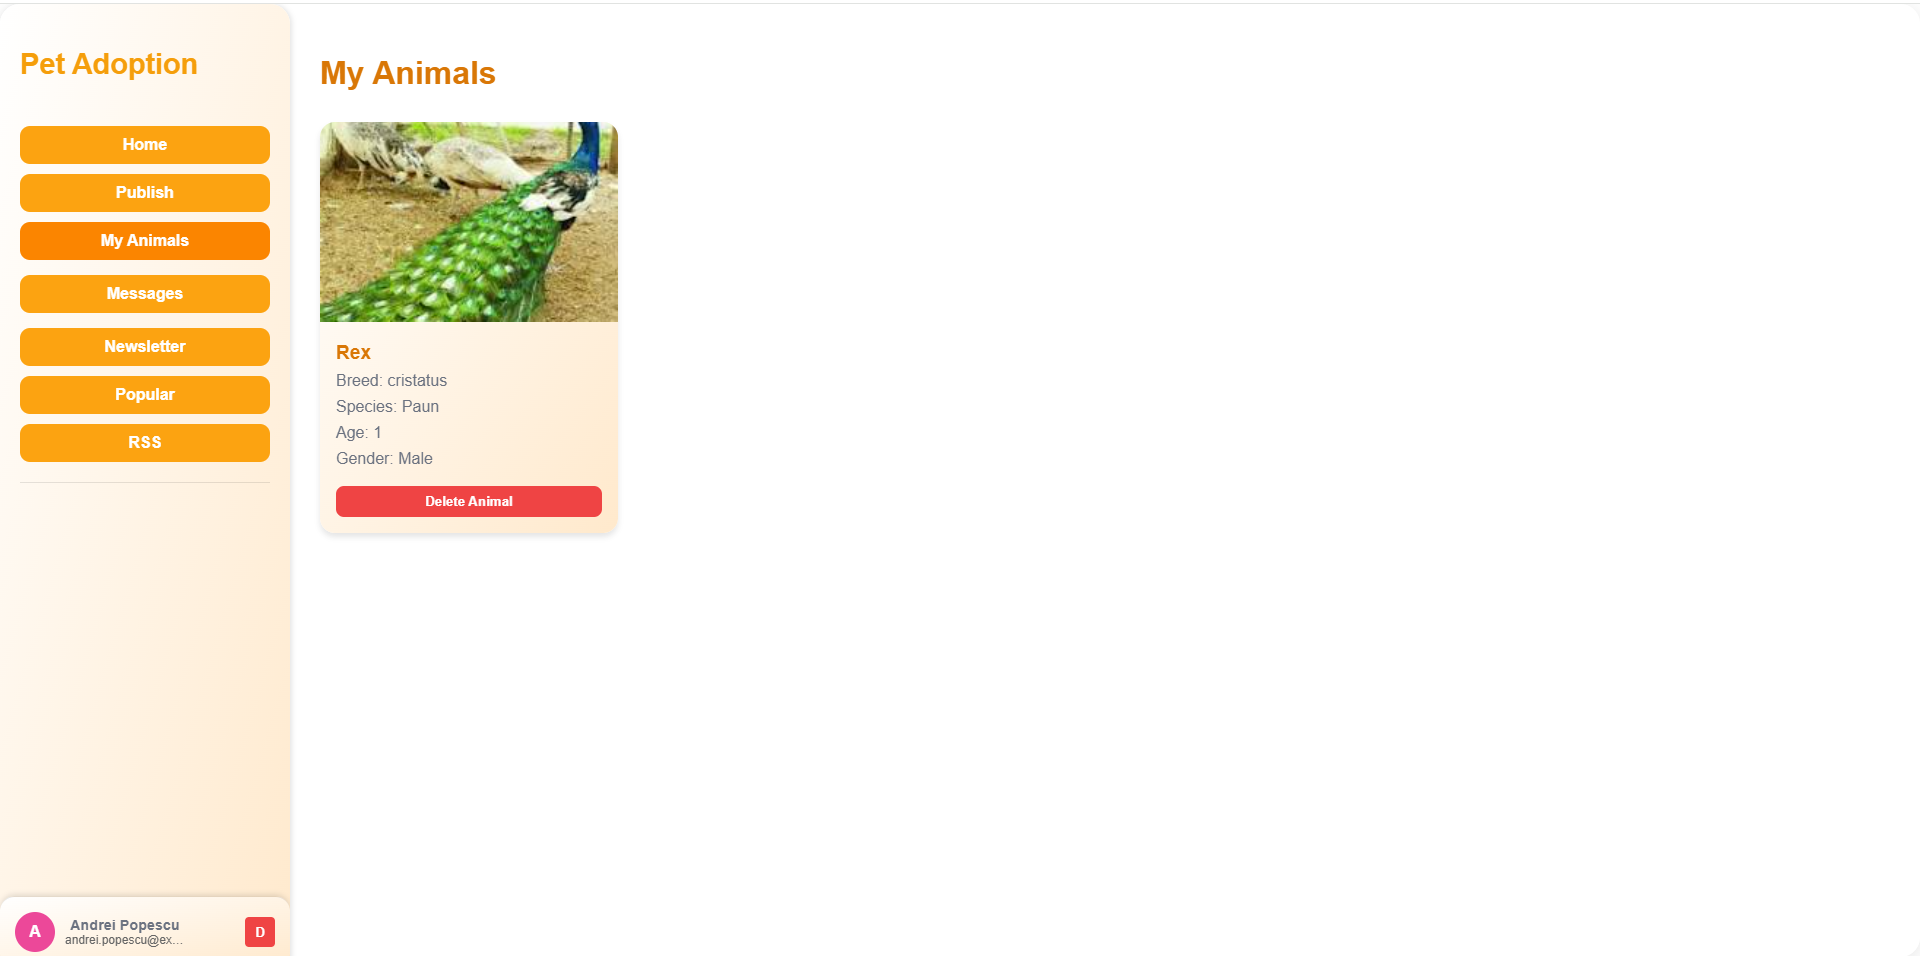 Pet Adoption
Home
Publish
My Animals
Messages
Newsletter
Popular
RSS
My Animals
Rex
Breed: cristatus
Species: Paun
Age: 1
Gender: Male
Delete Animal
A
Andrei Popescu
andrei.popescu@ex...
D